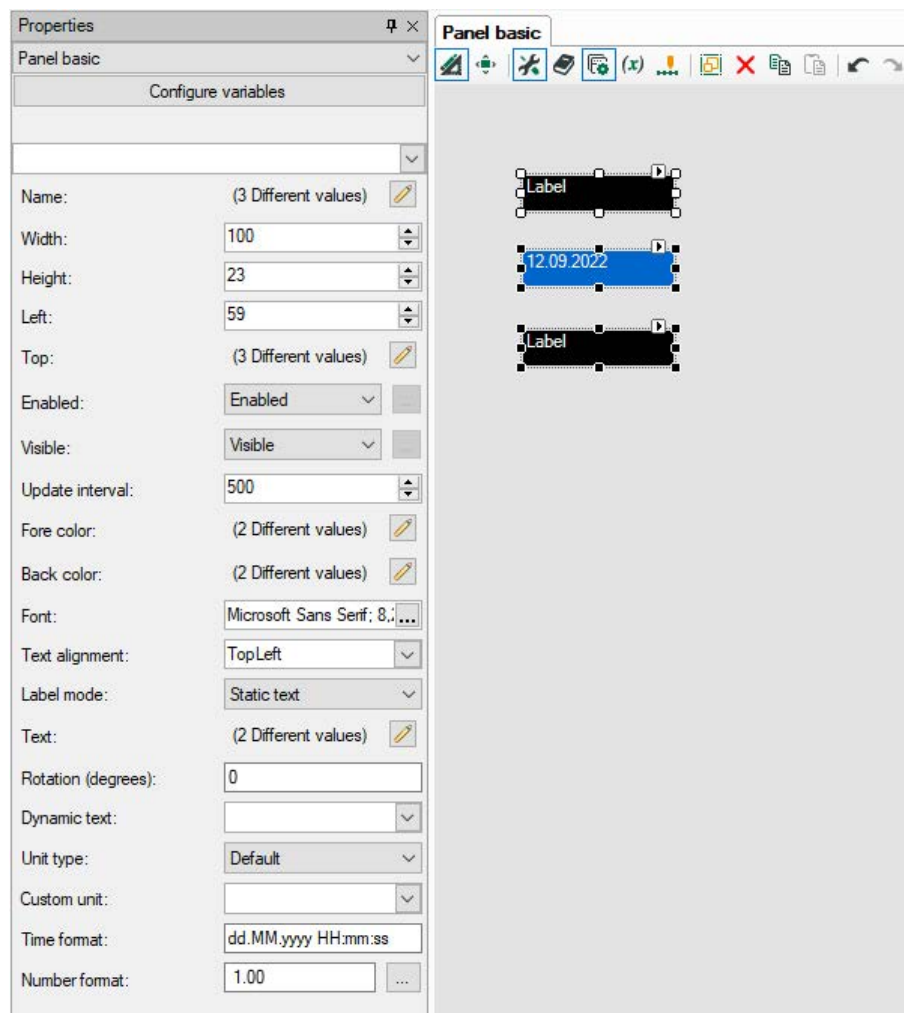 Properties
Panel basic
Configure variables
Name: (3 Different values)
Width: 100
Height: 23
Left: 59
Top: (3 Different values)
Enabled: Enabled ...
Visible: Visible ...
Update interval: 500
Fore color: (2 Different values)
Back color: (2 Different values)
Font: Microsoft Sans Serif; 8,2 ...
Text alignment: TopLeft
Label mode: Static text
Text: (2 Different values)
Rotation (degrees): 0
Dynamic text:
Unit type: Default
Custom unit:
Time format: dd.MM.yyyy HH:mm:ss
Number format: 1.00 ...
Panel basic
(x)
Label
12.09.2022
Label